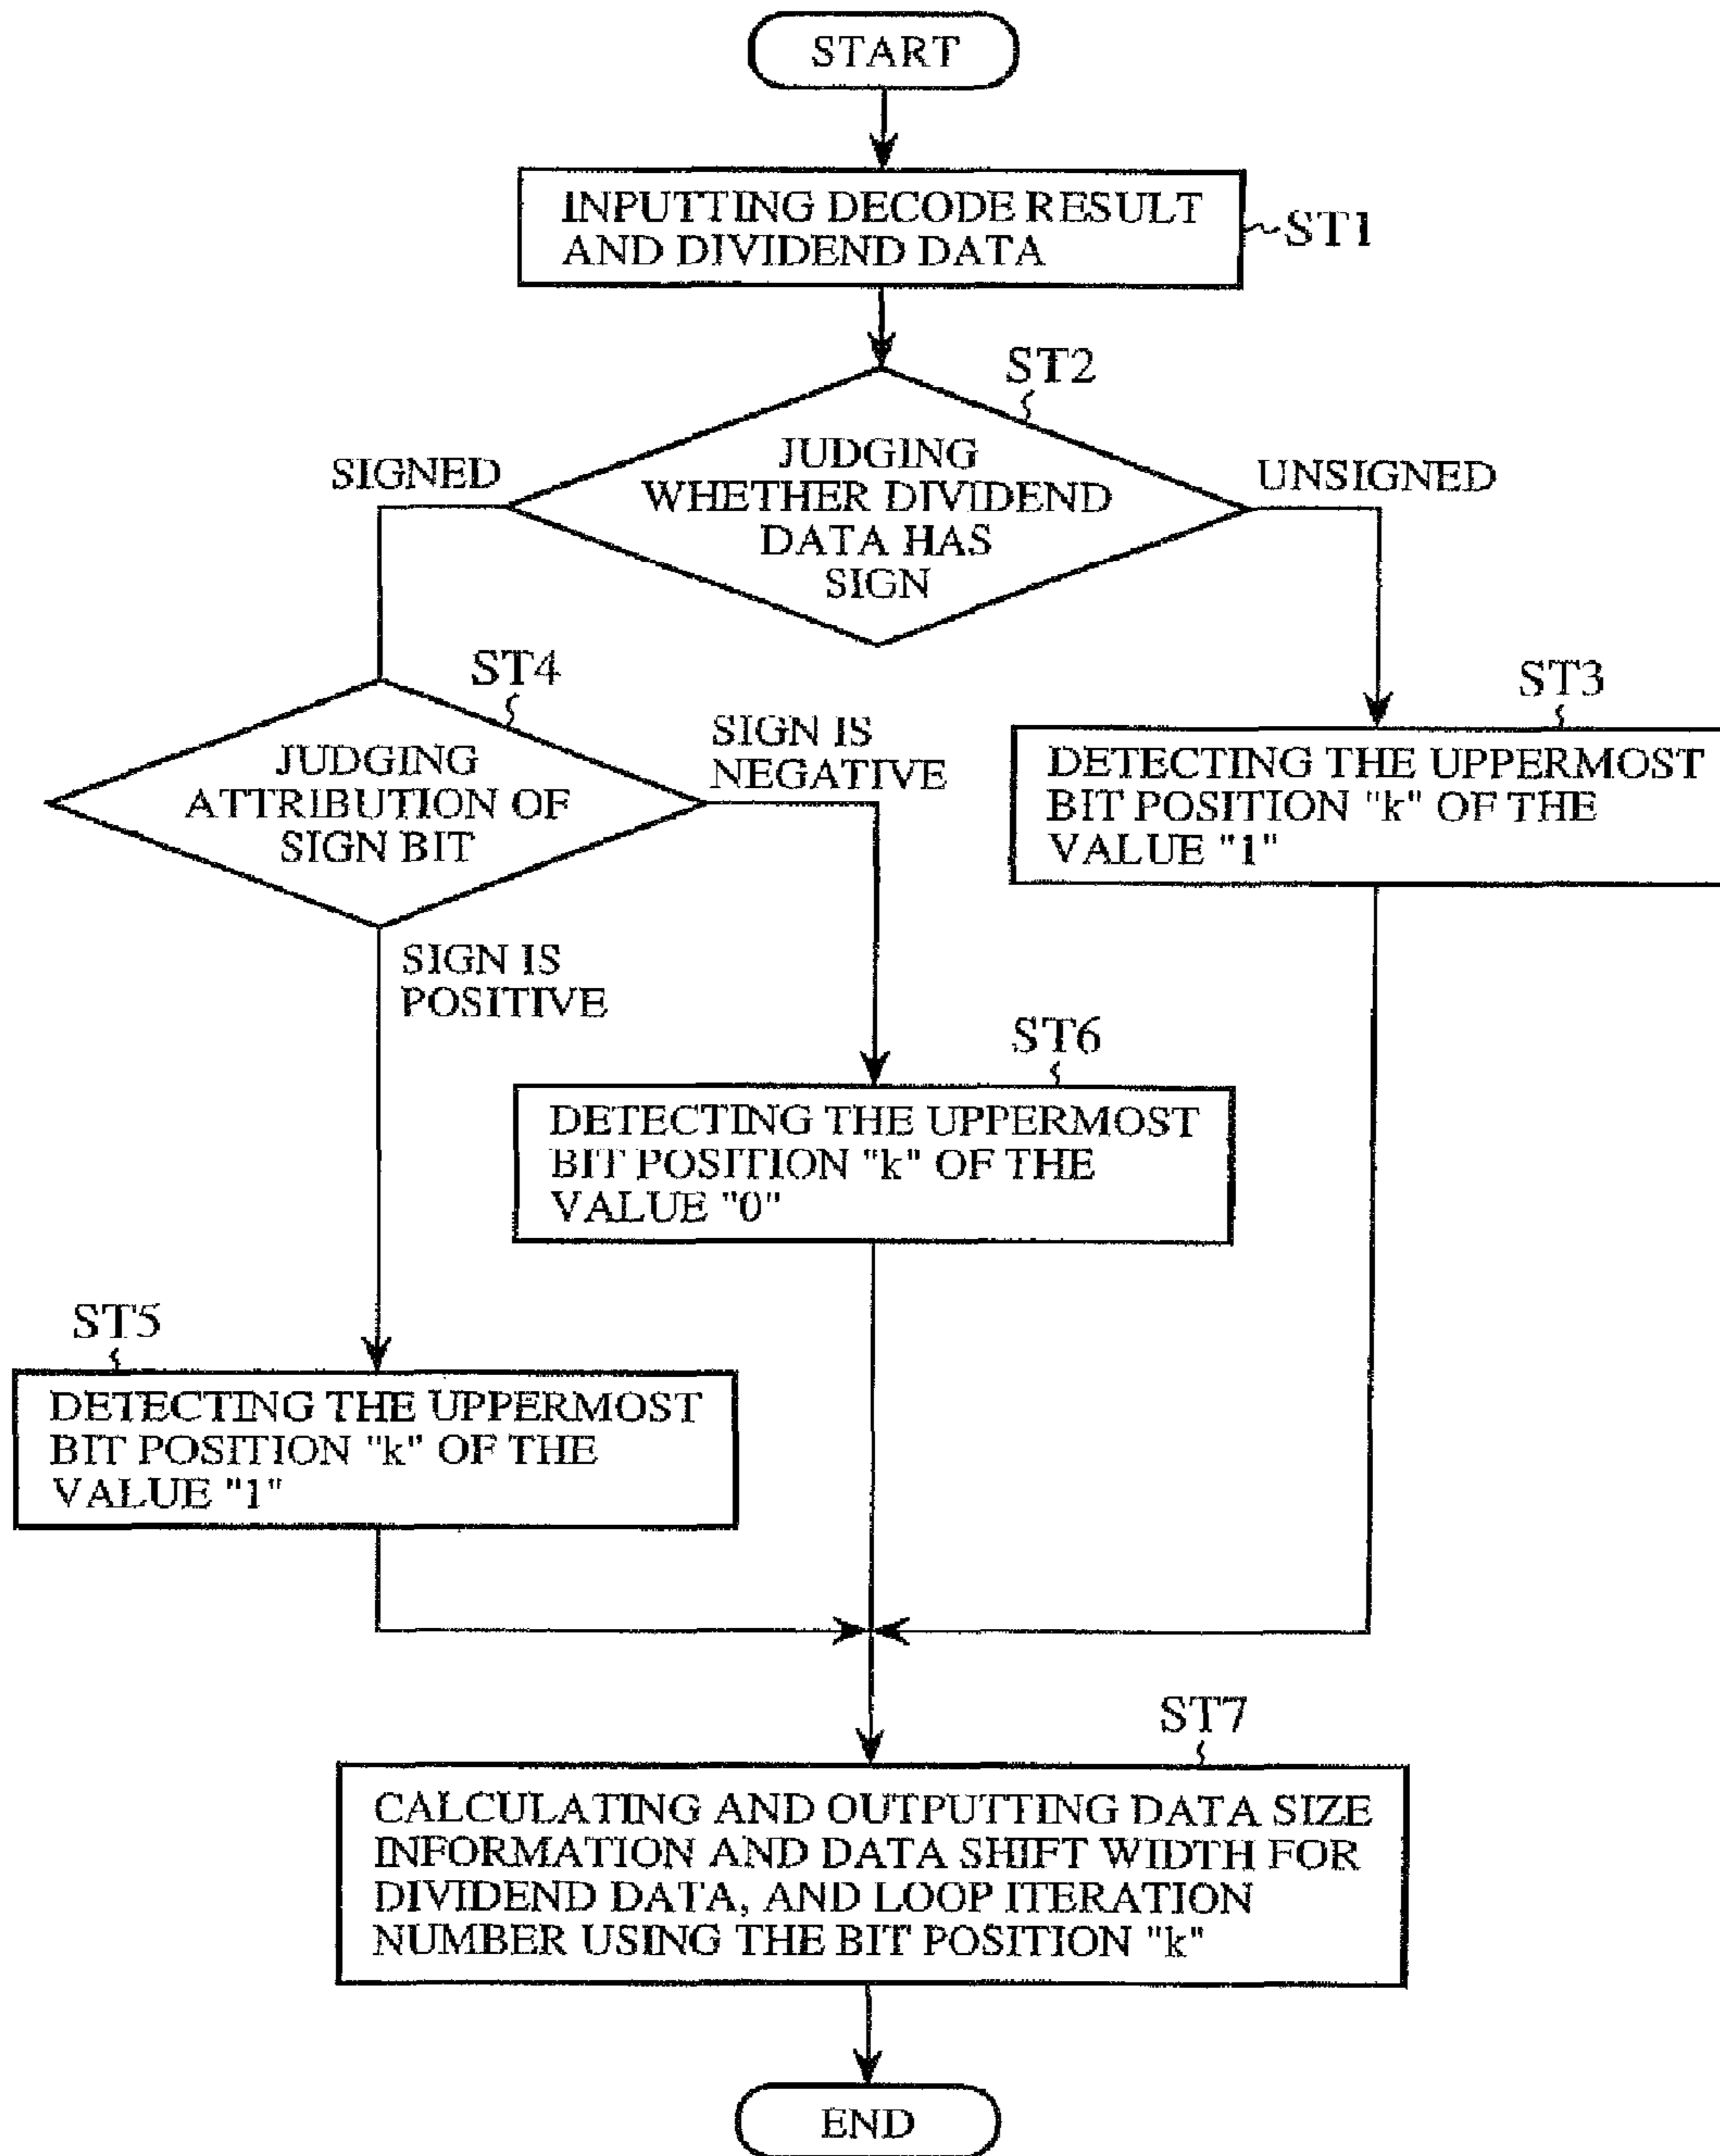 START
INPUTTING DECODE RESULT
AND DIVIDEND DATA
ST1
ST2
JUDGING
WHETHER DIVIDEND
DATA HAS
SIGN
SIGNED
UNSIGNED
ST4
JUDGING
ATTRIBUTION OF
SIGN BIT
SIGN IS
NEGATIVE
ST3
DETECTING THE UPPERMOST
BIT POSITION "k" OF THE
VALUE "1"
SIGN IS
POSITIVE
ST6
DETECTING THE UPPERMOST
BIT POSITION "k" OF THE
VALUE "0"
ST5
DETECTING THE UPPERMOST
BIT POSITION "k" OF THE
VALUE "1"
ST7
CALCULATING AND OUTPUTTING DATA SIZE
INFORMATION AND DATA SHIFT WIDTH FOR
DIVIDEND DATA, AND LOOP ITERATION
NUMBER USING THE BIT POSITION "k"
END